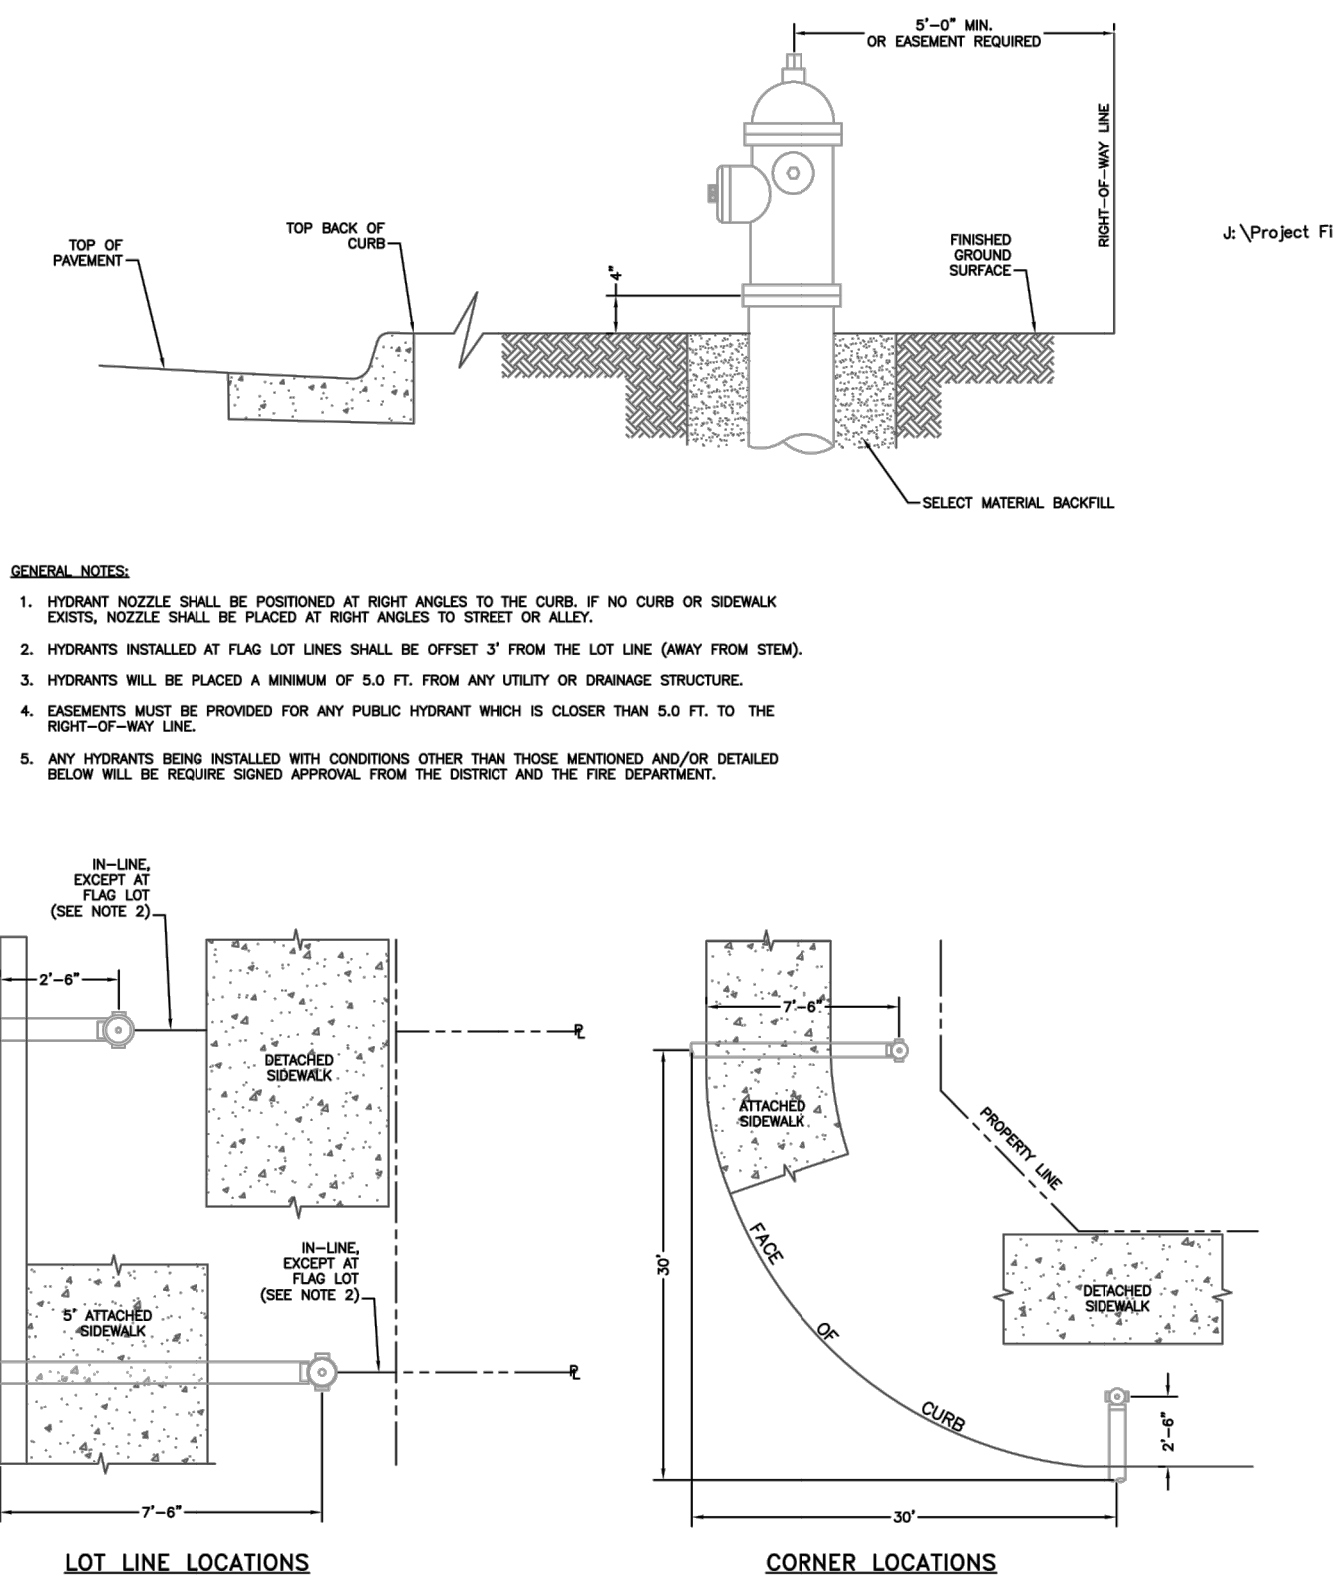 5'-0" MIN.
OR EASEMENT REQUIRED
RIGHT-OF-WAY LINE
J:\Project Fi
TOP BACK OF
CURB
TOP OF
PAVEMENT
FINISHED
GROUND
SURFACE
4"
SELECT MATERIAL BACKFILL
GENERAL NOTES:
1. HYDRANT NOZZLE SHALL BE POSITIONED AT RIGHT ANGLES TO THE CURB. IF NO CURB OR SIDEWALK
EXISTS, NOZZLE SHALL BE PLACED AT RIGHT ANGLES TO STREET OR ALLEY.
2. HYDRANTS INSTALLED AT FLAG LOT LINES SHALL BE OFFSET 3' FROM THE LOT LINE (AWAY FROM STEM).
3. HYDRANTS WILL BE PLACED A MINIMUM OF 5.0 FT. FROM ANY UTILITY OR DRAINAGE STRUCTURE.
4. EASEMENTS MUST BE PROVIDED FOR ANY PUBLIC HYDRANT WHICH IS CLOSER THAN 5.0 FT. TO THE
RIGHT-OF-WAY LINE.
5. ANY HYDRANTS BEING INSTALLED WITH CONDITIONS OTHER THAN THOSE MENTIONED AND/OR DETAILED
BELOW WILL BE REQUIRE SIGNED APPROVAL FROM THE DISTRICT AND THE FIRE DEPARTMENT.
IN-LINE,
EXCEPT AT
FLAG LOT
(SEE NOTE 2)
2'-6"
PL
DETACHED
SIDEWALK
IN-LINE,
EXCEPT AT
FLAG LOT
(SEE NOTE 2)
5' ATTACHED
SIDEWALK
PL
7'-6"
LOT LINE LOCATIONS
7'-6"
ATTACHED
SIDEWALK
PROPERTY LINE
30'
FACE
OF
CURB
DETACHED
SIDEWALK
2'-6"
30'
CORNER LOCATIONS